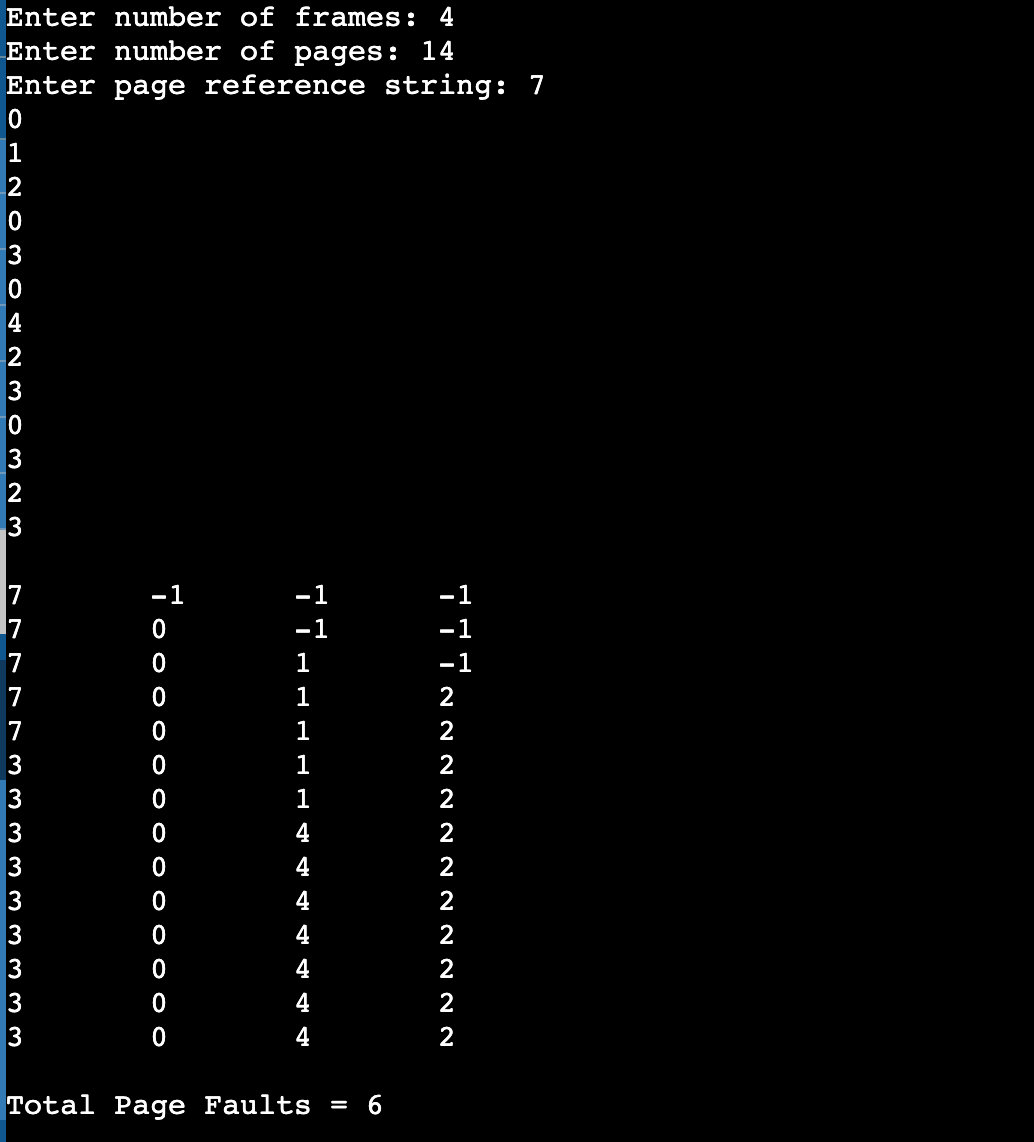 Enter number of frames: 4
Enter number of pages: 14
Enter page reference string: 7
0
1
2
0
3
0
4
2
3
0
3
2
3
7 -1 -1 -1
7 0 -1 -1
7 0 1 -1
7 0 1 2
7 0 1 2
3 0 1 2
3 0 1 2
3 0 4 2
3 0 4 2
3 0 4 2
3 0 4 2
3 0 4 2
3 0 4 2
3 0 4 2
Total Page Faults = 6